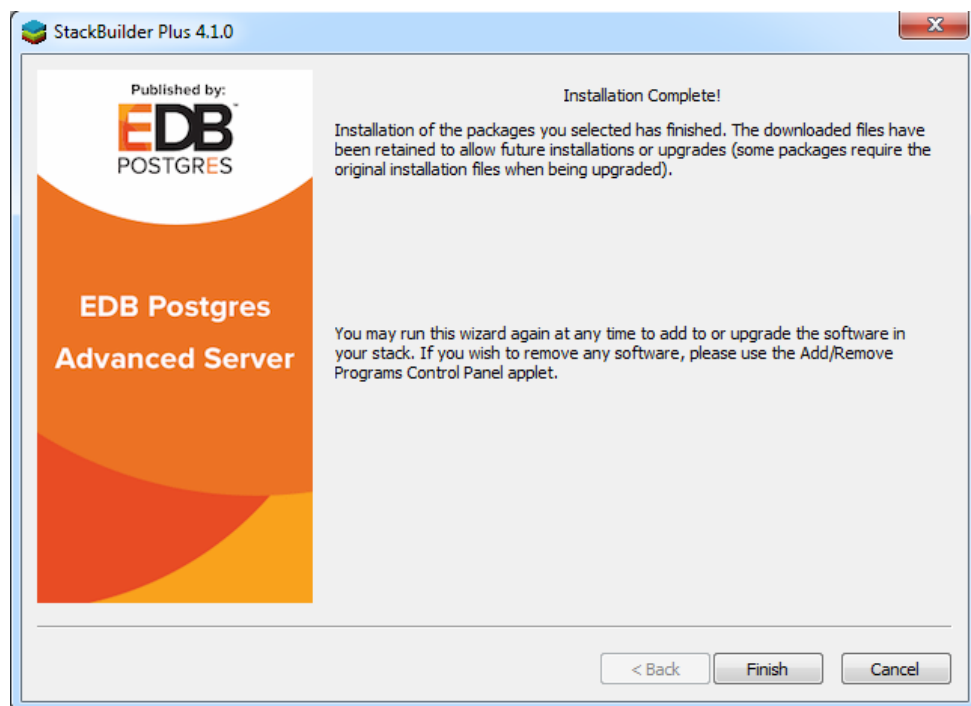 StackBuilder Plus 4.1.0
Published by:
EDB
POSTGRES
EDB Postgres
Advanced Server
Installation Complete!
Installation of the packages you selected has finished. The downloaded files have
been retained to allow future installations or upgrades (some packages require the
original installation files when being upgraded).
You may run this wizard again at any time to add to or upgrade the software in
your stack. If you wish to remove any software, please use the Add/Remove
Programs Control Panel applet.
< Back
Finish
Cancel